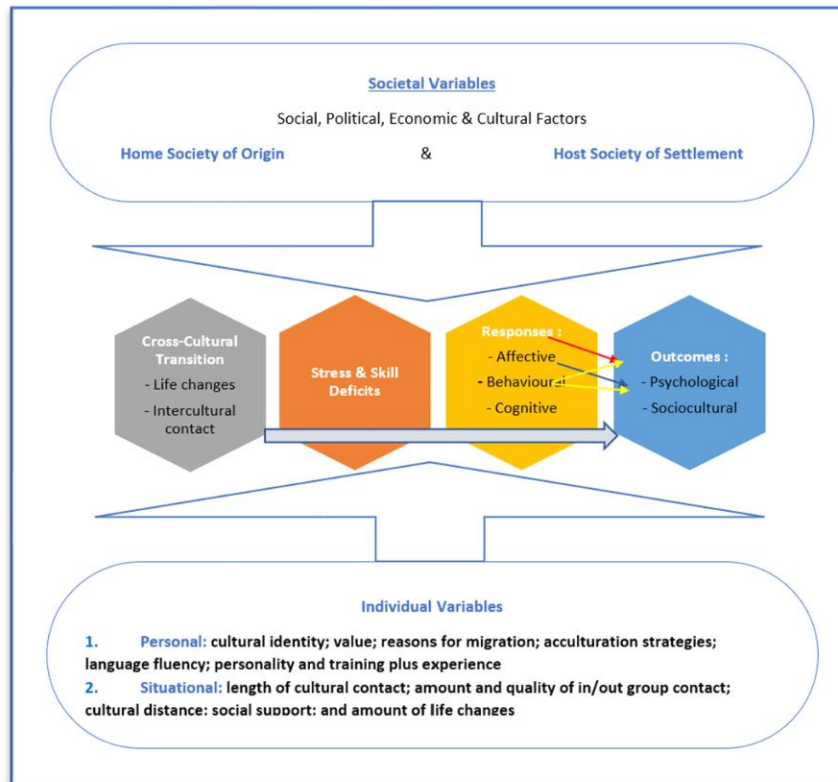 Societal Variables
Social, Political, Economic & Cultural Factors
Home Society of Origin & Host Society of Settlement
Cross-Cultural
Transition
- Life changes
- Intercultural
contact
Stress & Skill
Deficits
Responses :
- Affective
- Behavioural
- Cognitive
Outcomes :
- Psychological
- Sociocultural
Individual Variables
1. Personal: cultural identity; value; reasons for migration; acculturation strategies;
language fluency; personality and training plus experience
2. Situational: length of cultural contact; amount and quality of in/out group contact;
cultural distance; social support; and amount of life changes